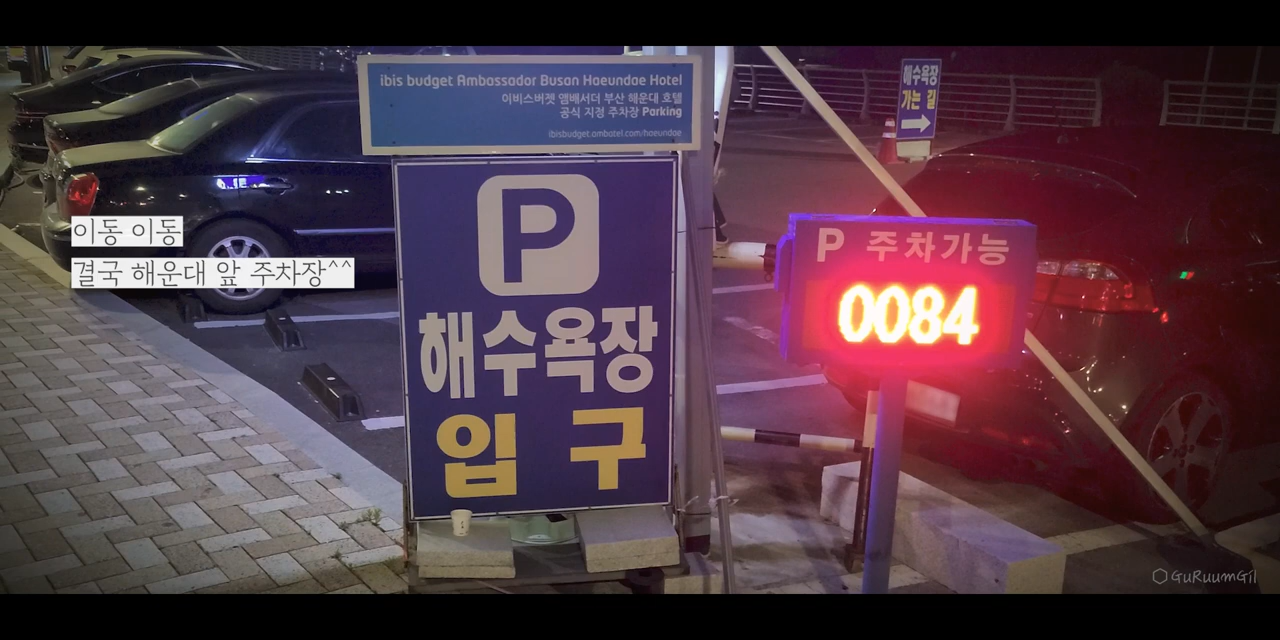 ibis budget Ambassador Busan Haeundae Hotel
이비스버젯 앰배서더 부산 해운대 호텔
공식 지정 주차장 Parking
ibisbudget.ambatel.com/haeundae
해수욕장
가는 길
이동 이동
결국 해운대 앞 주차장^^
P
해수욕장
입 구
P 주차가능
0084
GuRuumGil